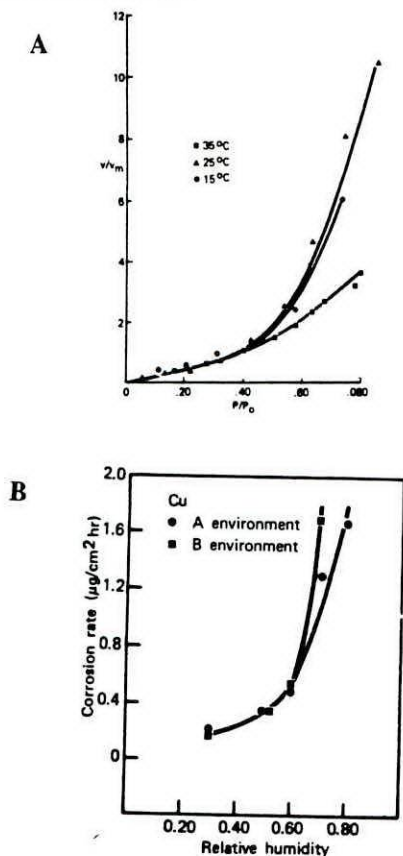 A
12
10
8
v/vm
6
4
2
■ 35°C
▲ 25°C
● 15°C
0 .20 .40 .60 .080
P/Po
B
2.0
1.6
1.2
0.8
0.4
0
Corrosion rate (μg/cm² hr)
Cu
● A environment
■ B environment
0.20 0.40 0.60 0.80
Relative humidity